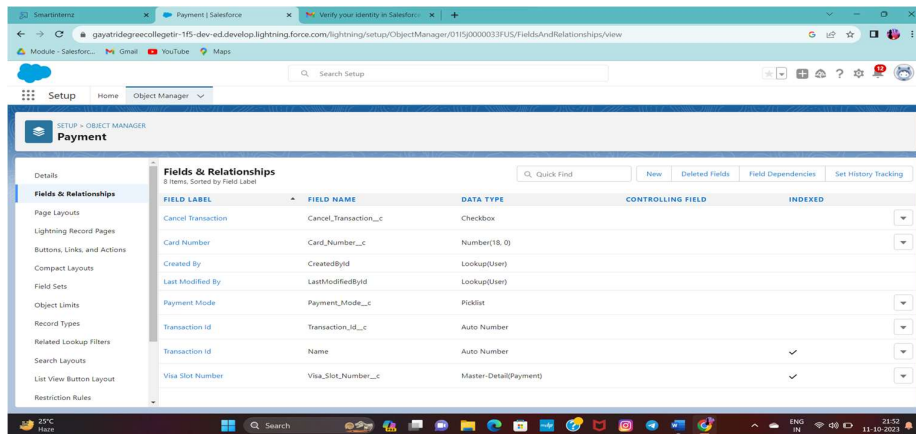 Smartinternz
Payment | Salesforce
Verify your identity in Salesforce
gayatridegreecollegetir-1f5-dev-ed.develop.lightning.force.com/lightning/setup/ObjectManager/01I5j0000033FUS/FieldsAndRelationships/view
Module - Salesforc... Gmail YouTube Maps
Search Setup
12
Setup Home Object Manager
SETUP > OBJECT MANAGER
Payment
Details
Fields & Relationships
Page Layouts
Lightning Record Pages
Buttons, Links, and Actions
Compact Layouts
Field Sets
Object Limits
Record Types
Related Lookup Filters
Search Layouts
List View Button Layout
Restriction Rules
Fields & Relationships
8 Items, Sorted by Field Label
Quick Find New Deleted Fields Field Dependencies Set History Tracking
FIELD LABEL FIELD NAME DATA TYPE CONTROLLING FIELD INDEXED
Cancel Transaction Cancel_Transaction__c Checkbox
Card Number Card_Number__c Number(18, 0)
Created By CreatedById Lookup(User)
Last Modified By LastModifiedById Lookup(User)
Payment Mode Payment_Mode__c Picklist
Transaction Id Transaction_Id__c Auto Number
Transaction Id Name Auto Number
Visa Slot Number Visa_Slot_Number__c Master-Detail(Payment)
25°C
Haze
Search
ENG
IN
21:52
11-10-2023